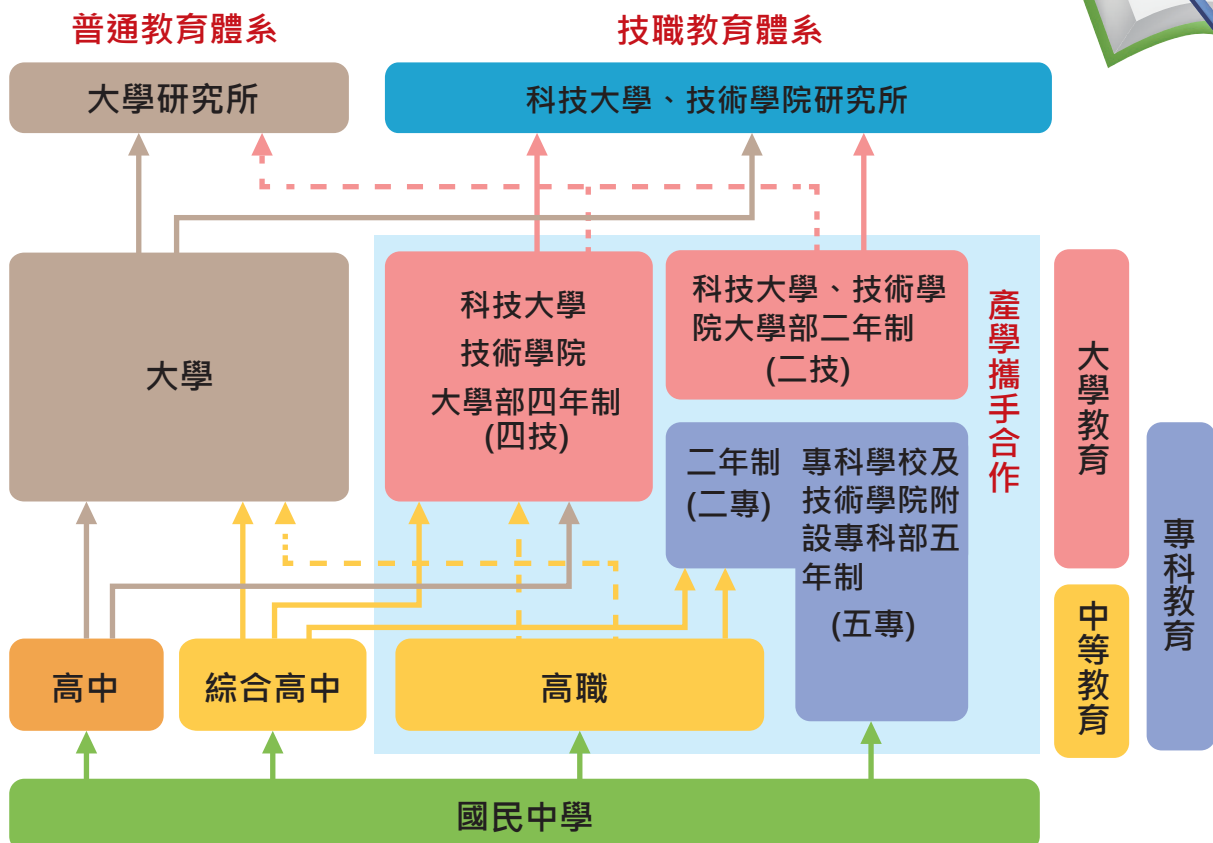 普通教育體系
技職教育體系
大學研究所
科技大學、技術學院研究所
大學
科技大學
技術學院
大學部四年制
(四技)
科技大學、技術學
院大學部二年制
(二技)
產學攜手合作
二年制
(二專)
專科學校及
技術學院附
設專科部五
年制
(五專)
大學教育
專科教育
中等教育
高中
綜合高中
高職
國民中學